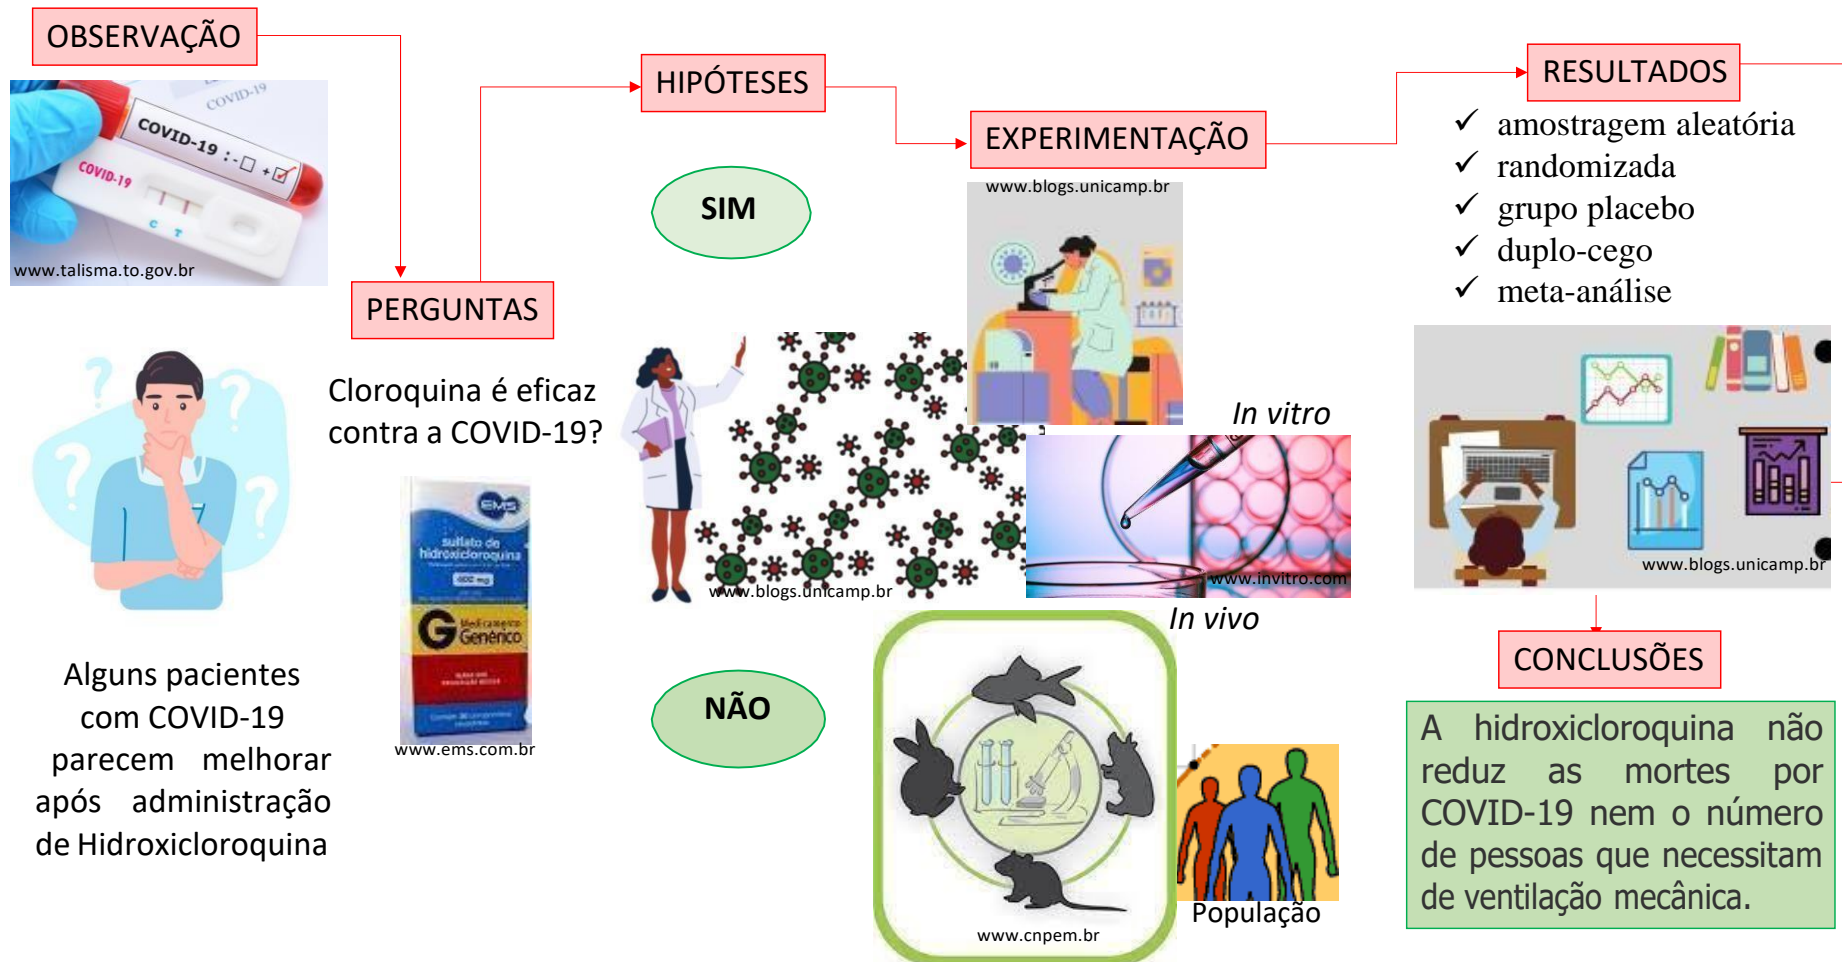 OBSERVAÇÃO
COVID-19
COVID-19 : - +
COVID-19
C T
www.talisma.to.gov.br
PERGUNTAS
Cloroquina é eficaz
contra a COVID-19?
EMS
sulfato de
hidroxicloroquina
400 mg
G Medicamento
Genérico
www.ems.com.br
Alguns pacientes
com COVID-19
parecem melhorar
após administração
de Hidroxicloroquina
HIPÓTESES
SIM
www.blogs.unicamp.br
NÃO
EXPERIMENTAÇÃO
www.blogs.unicamp.br
In vitro
www.invitro.com
In vivo
www.cnpem.br
População
RESULTADOS
✓ amostragem aleatória
✓ randomizada
✓ grupo placebo
✓ duplo-cego
✓ meta-análise
www.blogs.unicamp.br
CONCLUSÕES
A hidroxicloroquina não
reduz as mortes por
COVID-19 nem o número
de pessoas que necessitam
de ventilação mecânica.